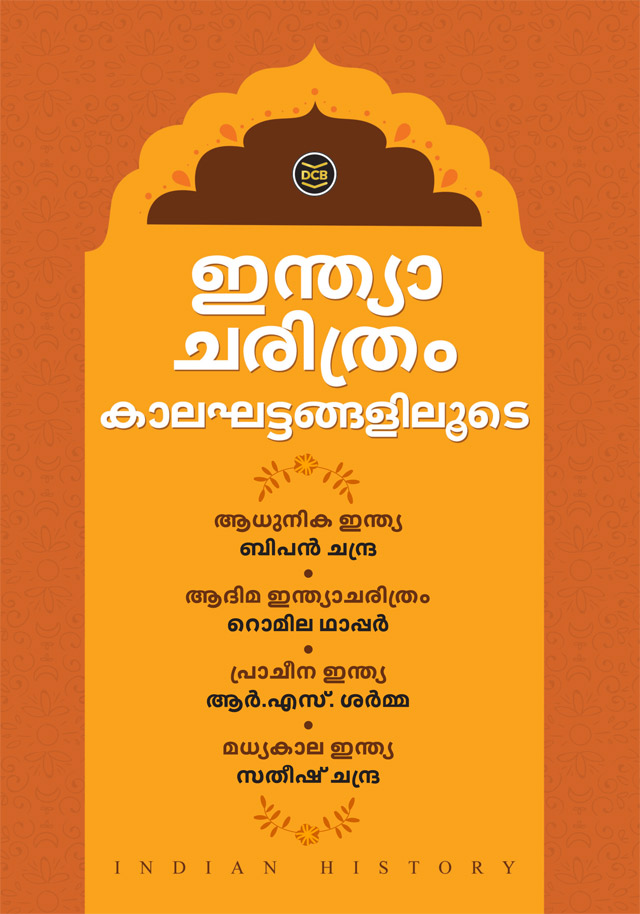 DCB
ഇന്ത്യാ
ചരിത്രം
കാലഘട്ടങ്ങളിലൂടെ
ആധുനിക ഇന്ത്യ
ബിപൻ ചന്ദ്ര
ആദിമ ഇന്ത്യാചരിത്രം
റൊമില ഥാപ്പർ
പ്രാചീന ഇന്ത്യ
ആർ.എസ്. ശർമ്മ
മധ്യകാല ഇന്ത്യ
സതീഷ് ചന്ദ്ര
INDIAN HISTORY